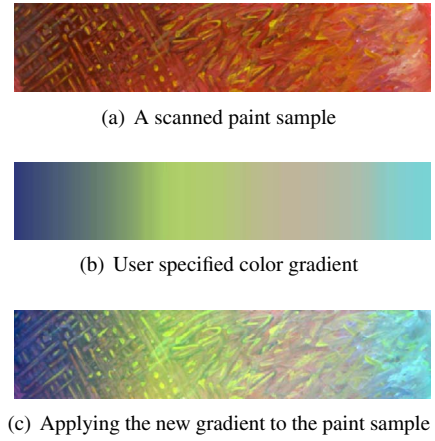 (a) A scanned paint sample
(b) User specified color gradient
(c) Applying the new gradient to the paint sample